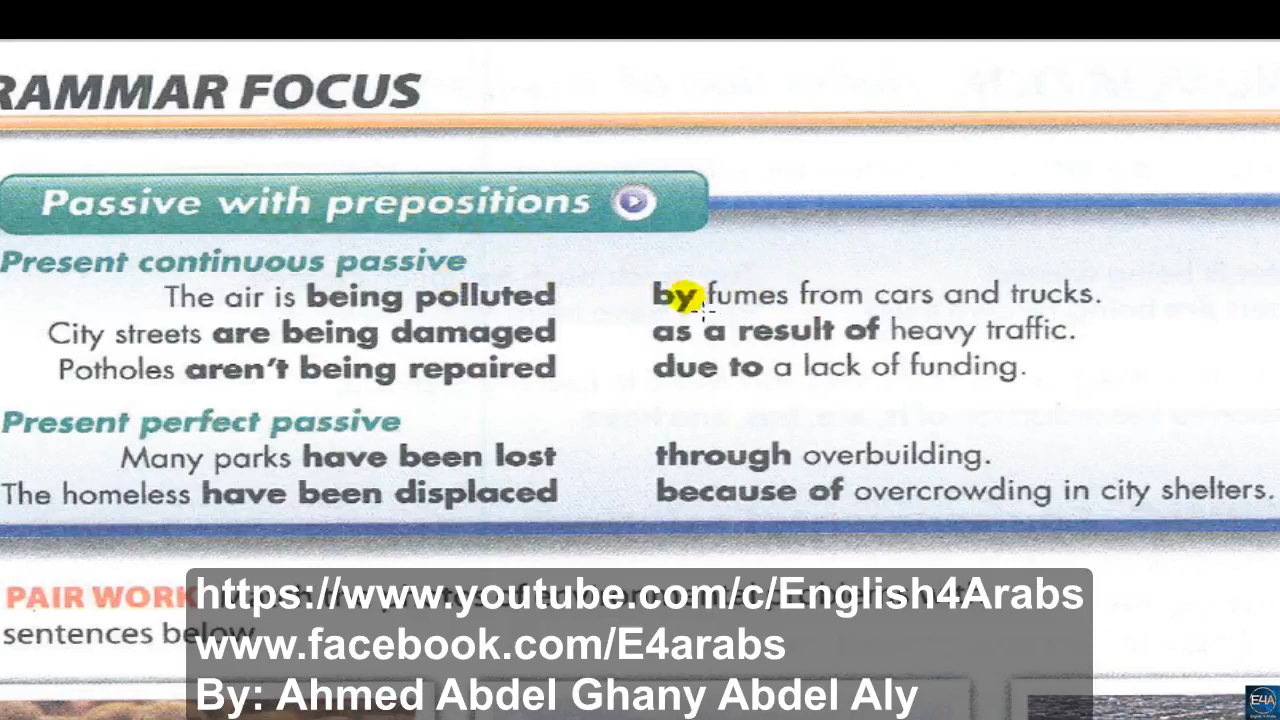 RAMMAR FOCUS
Passive with prepositions
Present continuous passive
The air is being polluted by fumes from cars and trucks.
City streets are being damaged as a result of heavy traffic.
Potholes aren't being repaired due to a lack of funding.
Present perfect passive
Many parks have been lost through overbuilding.
The homeless have been displaced because of overcrowding in city shelters.
PAIR WORK
sentences below
https://www.youtube.com/c/English4Arabs
www.facebook.com/E4arabs
By: Ahmed Abdel Ghany Abdel Aly
E4A